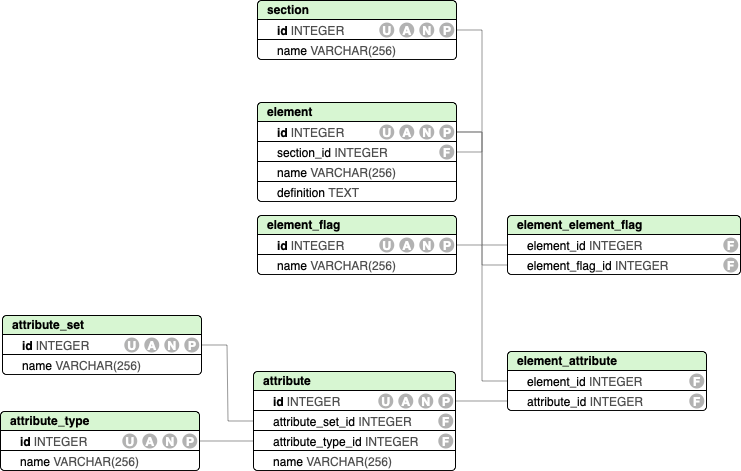 section
id INTEGER U A N P
name VARCHAR(256)
element
id INTEGER U A N P
section_id INTEGER F
name VARCHAR(256)
definition TEXT
element_flag
id INTEGER U A N P
name VARCHAR(256)
element_element_flag
element_id INTEGER F
element_flag_id INTEGER F
attribute_set
id INTEGER U A N P
name VARCHAR(256)
attribute_type
id INTEGER U A N P
name VARCHAR(256)
attribute
id INTEGER U A N P
attribute_set_id INTEGER F
attribute_type_id INTEGER F
name VARCHAR(256)
element_attribute
element_id INTEGER F
attribute_id INTEGER F